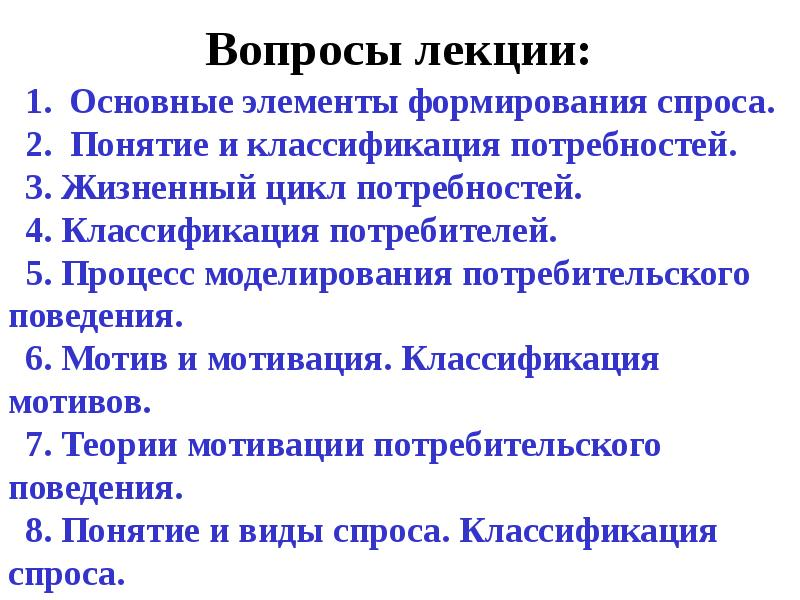 Вопросы лекции:
1. Основные элементы формирования спроса.
2. Понятие и классификация потребностей.
3. Жизненный цикл потребностей.
4. Классификация потребителей.
5. Процесс моделирования потребительского
поведения.
6. Мотив и мотивация. Классификация
мотивов.
7. Теории мотивации потребительского
поведения.
8. Понятие и виды спроса. Классификация
спроса.